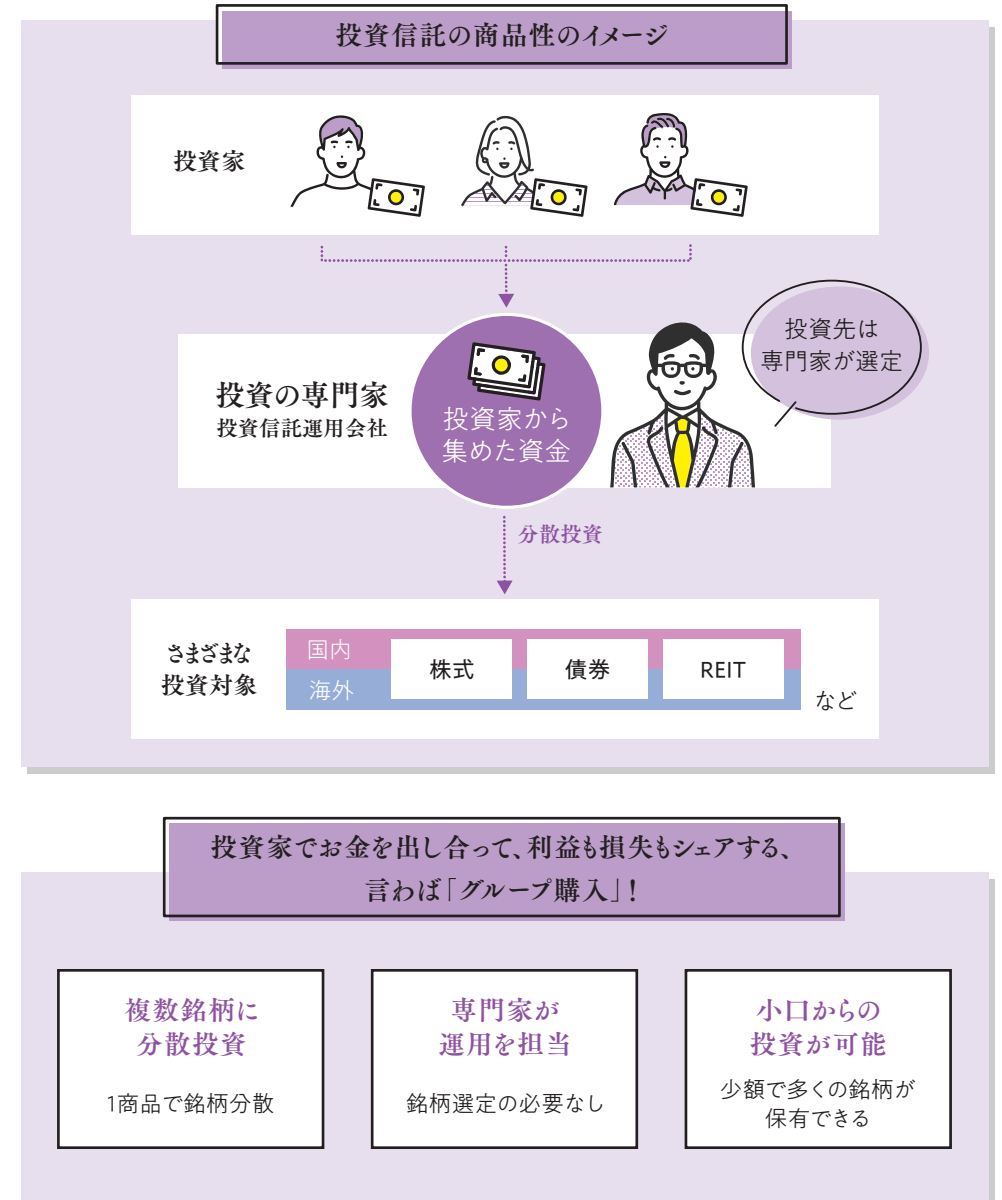 投資信託の商品性のイメージ
投資家
投資先は
専門家が選定
投資の専門家
投資信託運用会社
投資家から
集めた資金
分散投資
さまざまな
投資対象
国内
海外
株式
債券
REIT
など
投資家でお金を出し合って、利益も損失もシェアする、
言わば「グループ購入」！
複数銘柄に
分散投資
1商品で銘柄分散
専門家が
運用を担当
銘柄選定の必要なし
小口からの
投資が可能
少額で多くの銘柄が
保有できる